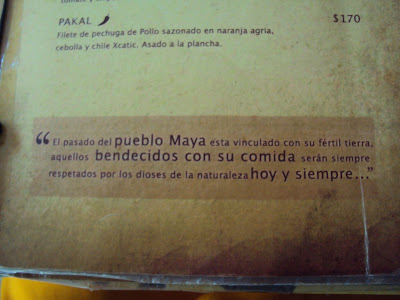 PAKAL $170
Filete de pechuga de Pollo sazonado en naranja agria,
cebolla y chile Xcatic. Asado a la plancha.
“El pasado del pueblo Maya esta vinculado con su fértil tierra,
aquellos bendecidos con su comida serán siempre
respetados por los dioses de la naturaleza hoy y siempre...”